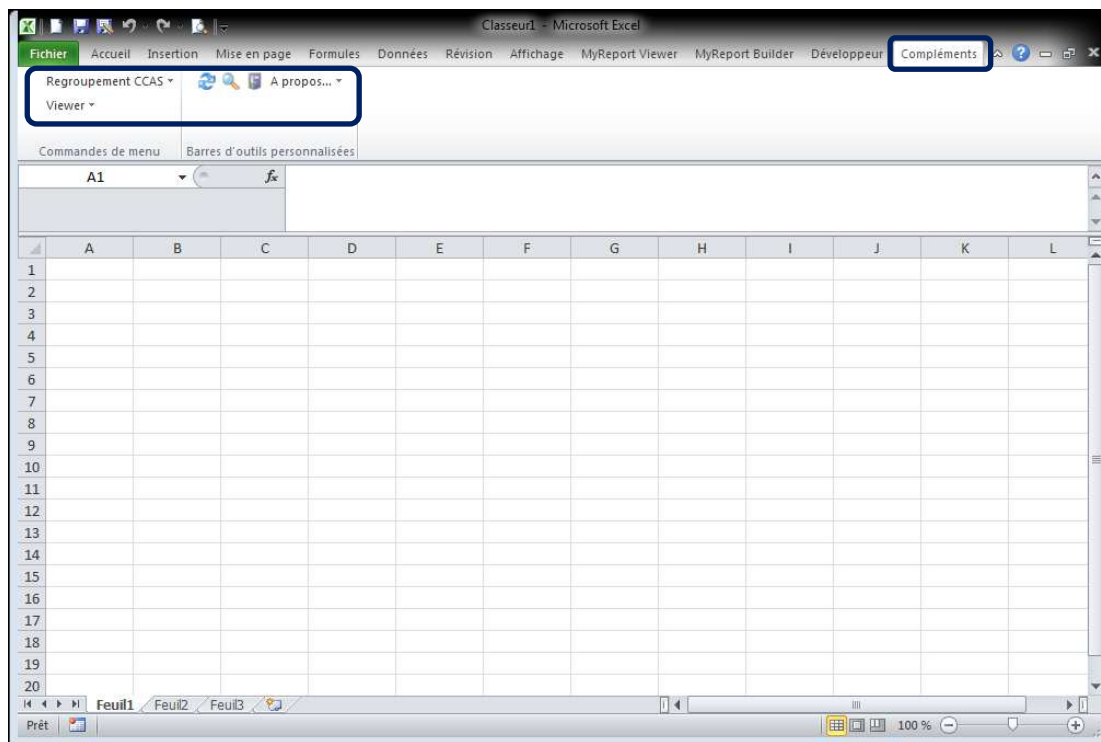 Classeur1 - Microsoft Excel
Fichier Accueil Insertion Mise en page Formules Données Révision Affichage MyReport Viewer MyReport Builder Développeur Compléments
Regroupement CCAS A propos...
Viewer
Commandes de menu Barres d'outils personnalisées
A1 fx
A B C D E F G H I J K L
1
2
3
4
5
6
7
8
9
10
11
12
13
14
15
16
17
18
19
20
Feuil1 Feuil2 Feuil3
Prêt 100 %